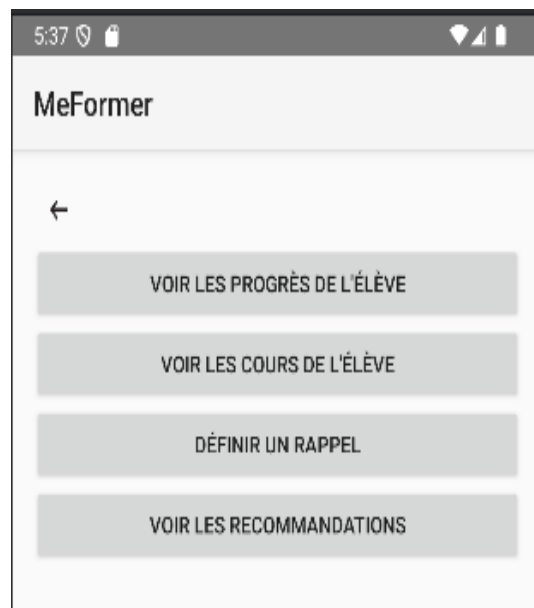 5:37
MeFormer
←
VOIR LES PROGRÈS DE L'ÉLÈVE
VOIR LES COURS DE L'ÉLÈVE
DÉFINIR UN RAPPEL
VOIR LES RECOMMANDATIONS